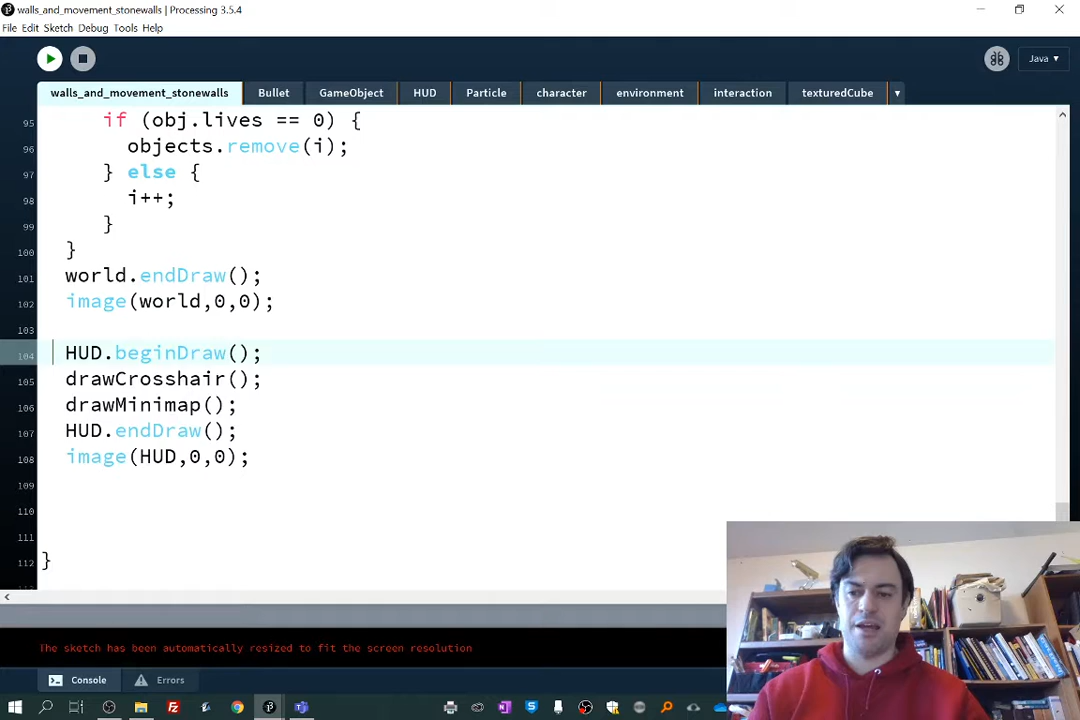 walls_and_movement_stonewalls | Processing 3.5.4
File Edit Sketch Debug Tools Help
Java ▾
walls_and_movement_stonewalls Bullet GameObject HUD Particle character environment interaction texturedCube ▾
95 if (obj.lives == 0) {
96 objects.remove(i);
97 } else {
98 i++;
99 }
100 }
101 world.endDraw();
102 image(world,0,0);
103
104 HUD.beginDraw();
105 drawCrosshair();
106 drawMinimap();
107 HUD.endDraw();
108 image(HUD,0,0);
109
110
111
112 }
The sketch has been automatically resized to fit the screen resolution
Console Errors